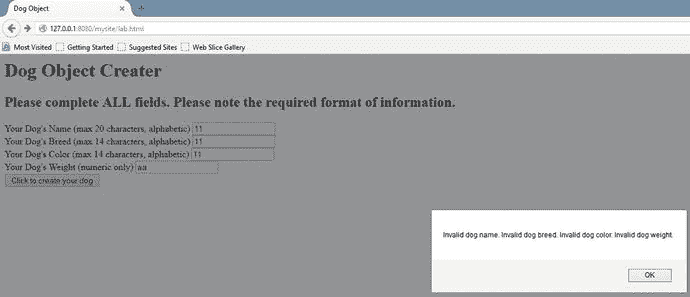 Dog Object
127.0.0.1:8080/mysite/lab.html
Most Visited Getting Started Suggested Sites Web Slice Gallery
Dog Object Creater
Please complete ALL fields. Please note the required format of information.
Your Dog's Name (max 20 characters, alphabetic) 11
Your Dog's Breed (max 14 characters, alphabetic) 11
Your Dog's Color (max 14 characters, alphabetic) 11
Your Dog's Weight (numeric only) aa
Click to create your dog
Invalid dog name. Invalid dog breed. Invalid dog color. Invalid dog weight.
OK